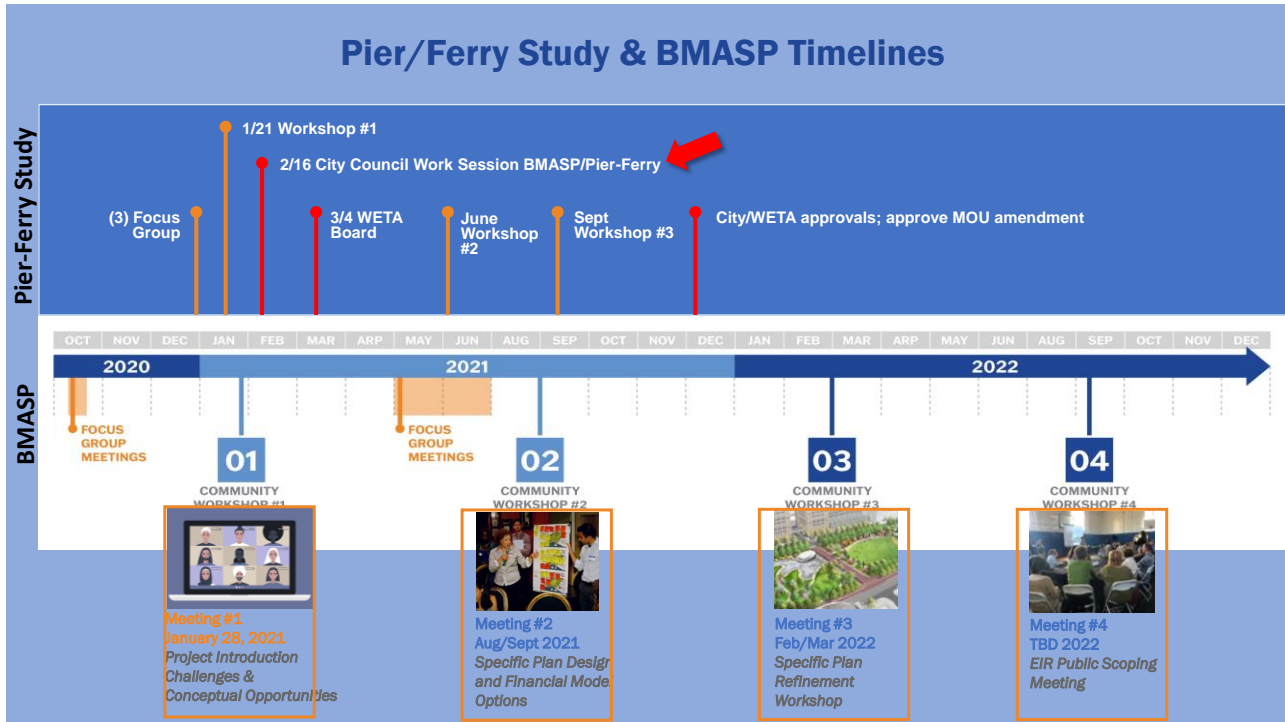 Pier/Ferry Study & BMASP Timelines
Pier-Ferry Study
1/21 Workshop #1
2/16 City Council Work Session BMASP/Pier-Ferry
(3) Focus
Group
3/4 WETA
Board
June
Workshop
#2
Sept
Workshop #3
City/WETA approvals; approve MOU amendment
BMASP
OCT NOV DEC JAN FEB MAR ARP MAY JUN AUG SEP OCT NOV DEC JAN FEB MAR ARP MAY JUN AUG SEP OCT NOV DEC
2020 2021 2022
FOCUS
GROUP
MEETINGS
01
COMMUNITY
WORKSHOP #1
FOCUS
GROUP
MEETINGS
02
COMMUNITY
WORKSHOP #2
03
COMMUNITY
WORKSHOP #3
04
COMMUNITY
WORKSHOP #4
Meeting #1
January 28, 2021
Project Introduction
Challenges &
Conceptual Opportunities
Meeting #2
Aug/Sept 2021
Specific Plan Design
and Financial Model
Options
Meeting #3
Feb/Mar 2022
Specific Plan
Refinement
Workshop
Meeting #4
TBD 2022
EIR Public Scoping
Meeting